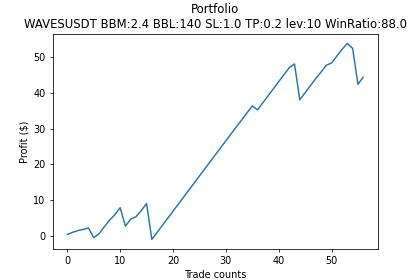 Portfolio
WAVESUSDT BBM:2.4 BBL:140 SL:1.0 TP:0.2 lev:10 WinRatio:88.0
50
40
30
20
10
0
Profit ($)
0 10 20 30 40 50
Trade counts